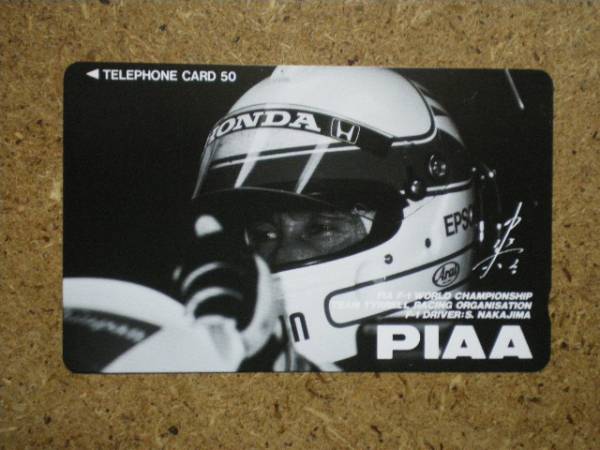 TELEPHONE CARD 50
HONDA
EPSON
Arai
FIA F-1 WORLD CHAMPIONSHIP
TEAM TYRRELL RACING ORGANISATION
F-1 DRIVER: S. NAKAJIMA
PIAA